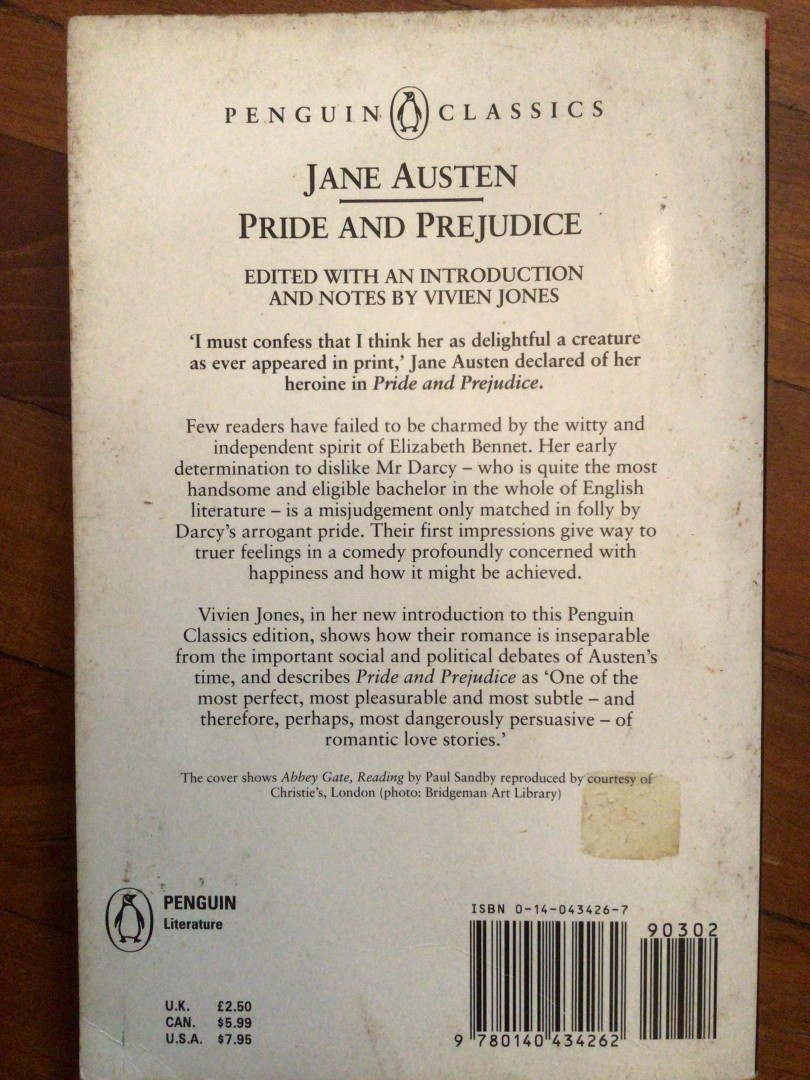 PENGUIN CLASSICS
JANE AUSTEN
PRIDE AND PREJUDICE
EDITED WITH AN INTRODUCTION
AND NOTES BY VIVIEN JONES
‘I must confess that I think her as delightful a creature
as ever appeared in print,’ Jane Austen declared of her
heroine in Pride and Prejudice.
Few readers have failed to be charmed by the witty and
independent spirit of Elizabeth Bennet. Her early
determination to dislike Mr Darcy – who is quite the most
handsome and eligible bachelor in the whole of English
literature – is a misjudgement only matched in folly by
Darcy’s arrogant pride. Their first impressions give way to
truer feelings in a comedy profoundly concerned with
happiness and how it might be achieved.
Vivien Jones, in her new introduction to this Penguin
Classics edition, shows how their romance is inseparable
from the important social and political debates of Austen’s
time, and describes Pride and Prejudice as ‘One of the
most perfect, most pleasurable and most subtle – and
therefore, perhaps, most dangerously persuasive – of
romantic love stories.’
The cover shows Abbey Gate, Reading by Paul Sandby reproduced by courtesy of
Christie’s, London (photo: Bridgeman Art Library)
PENGUIN
Literature
U.K. £2.50
CAN. $5.99
U.S.A. $7.95
ISBN 0-14-043426-7
90302
9 780140 434262